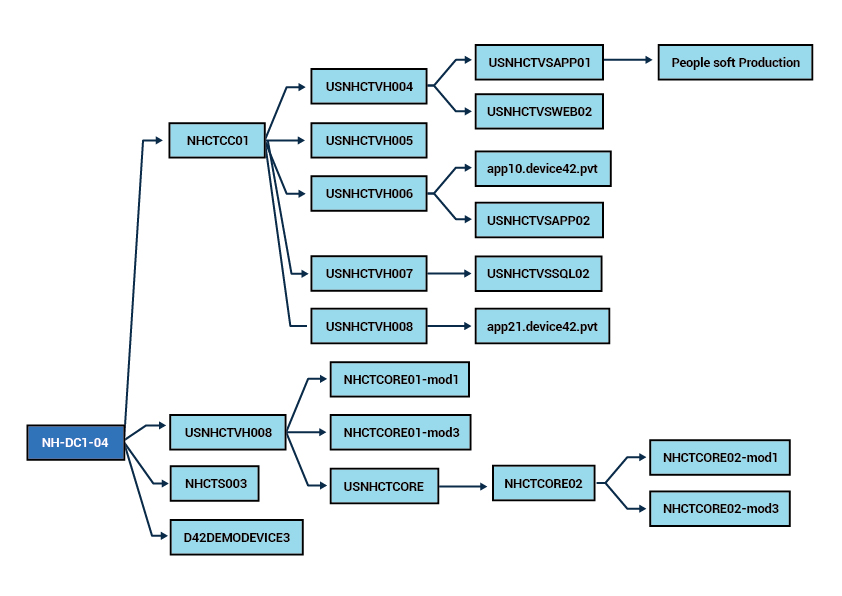 USNHCTVSAPP01
People soft Production
USNHCTVH004
USNHCTVSWEB02
NHCTCC01
USNHCTVH005
app10.device42.pvt
USNHCTVH006
USNHCTVSAPP02
USNHCTVH007
USNHCTVSSQL02
USNHCTVH008
app21.device42.pvt
NHCTCORE01-mod1
NH-DC1-04
USNHCTVH008
NHCTCORE01-mod3
NHCTCORE02-mod1
NHCTS003
USNHCTCORE
NHCTCORE02
NHCTCORE02-mod3
D42DEMODEVICE3